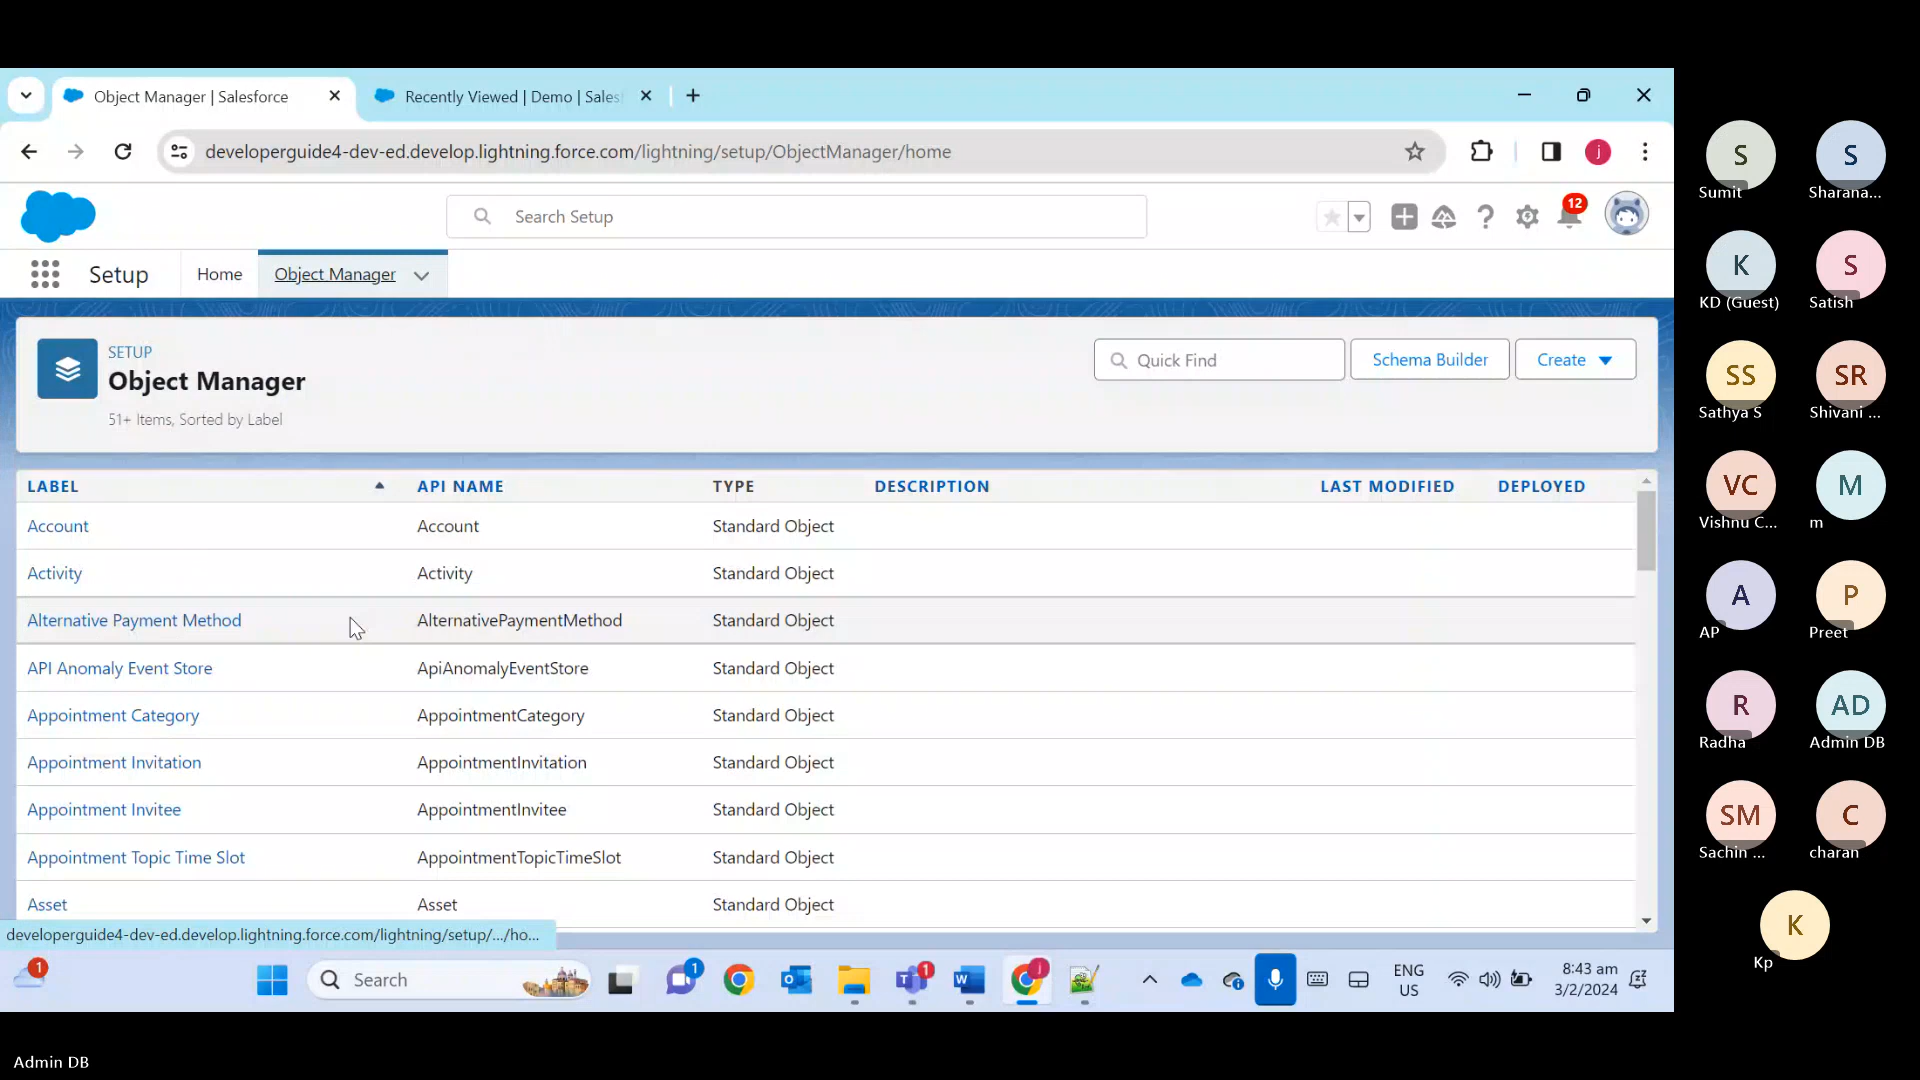 Object Manager | Salesforce
Recently Viewed | Demo | Sales
developerguide4-dev-ed.develop.lightning.force.com/lightning/setup/ObjectManager/home
j
Search Setup
12
Setup
Home
Object Manager
SETUP
Object Manager
51+ Items, Sorted by Label
Quick Find
Schema Builder
Create
LABEL API NAME TYPE DESCRIPTION LAST MODIFIED DEPLOYED
Account Account Standard Object
Activity Activity Standard Object
Alternative Payment Method AlternativePaymentMethod Standard Object
API Anomaly Event Store ApiAnomalyEventStore Standard Object
Appointment Category AppointmentCategory Standard Object
Appointment Invitation AppointmentInvitation Standard Object
Appointment Invitee AppointmentInvitee Standard Object
Appointment Topic Time Slot AppointmentTopicTimeSlot Standard Object
Asset Asset Standard Object
developerguide4-dev-ed.develop.lightning.force.com/lightning/setup/.../ho...
1
Search
1
1
j
ENG
US
8:43 am
3/2/2024
S
Sumit
S
Sharana...
K
KD (Guest)
S
Satish
SS
Sathya S
SR
Shivani ...
VC
Vishnu C...
M
m
A
AP
P
Preet
R
Radha
AD
Admin DB
SM
Sachin ...
C
charan
K
Kp
Admin DB